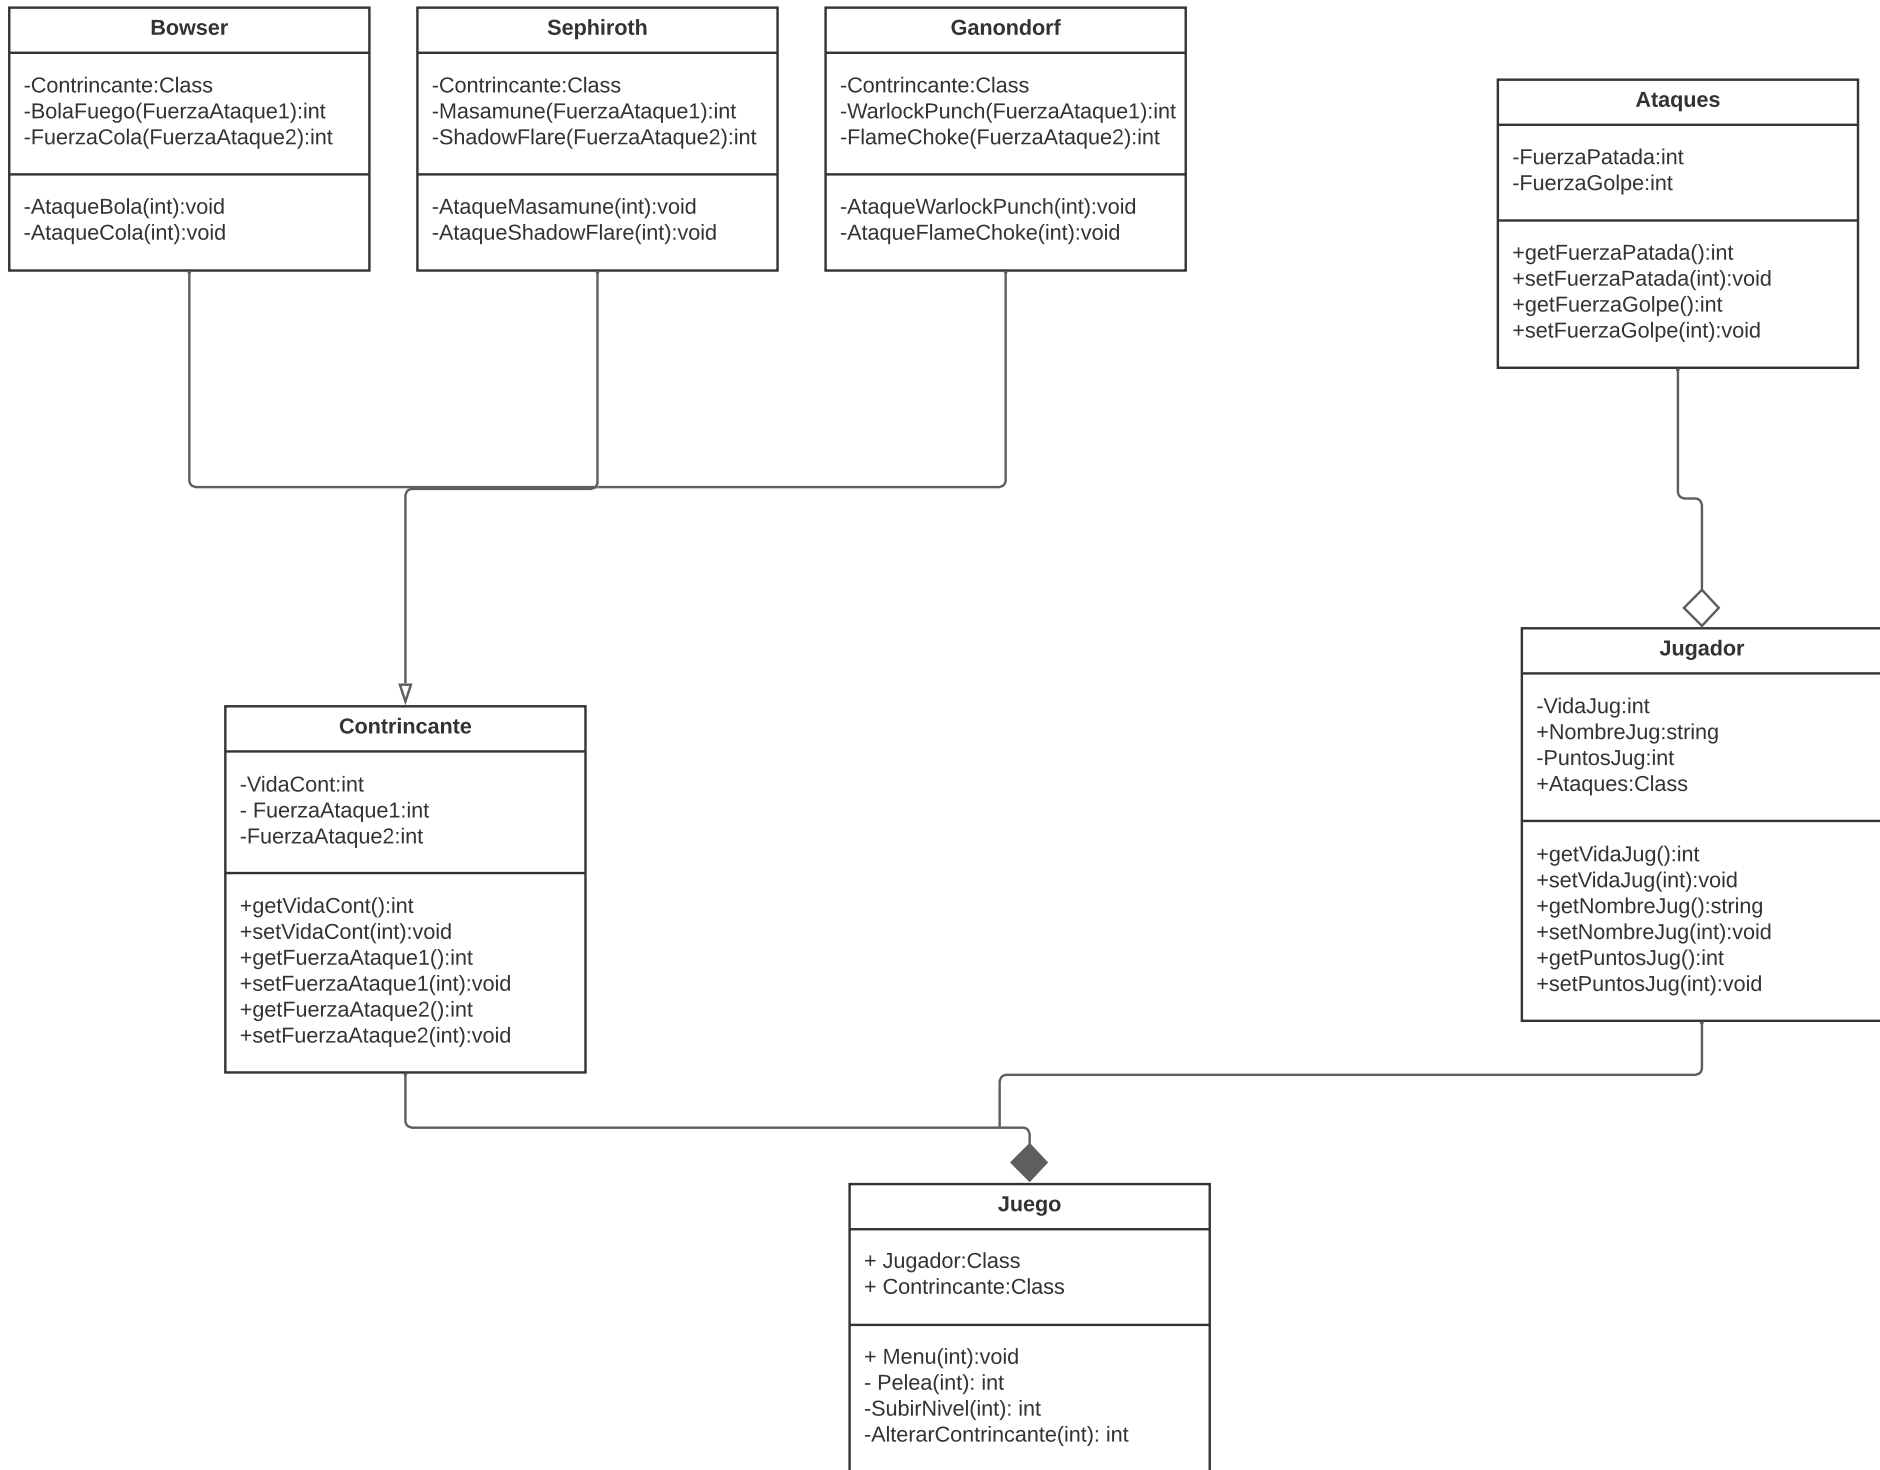 Bowser
-Contrincante:Class
-BolaFuego(FuerzaAtaque1):int
-FuerzaCola(FuerzaAtaque2):int
-AtaqueBola(int):void
-AtaqueCola(int):void
Sephiroth
-Contrincante:Class
-Masamune(FuerzaAtaque1):int
-ShadowFlare(FuerzaAtaque2):int
-AtaqueMasamune(int):void
-AtaqueShadowFlare(int):void
Ganondorf
-Contrincante:Class
-WarlockPunch(FuerzaAtaque1):int
-FlameChoke(FuerzaAtaque2):int
-AtaqueWarlockPunch(int):void
-AtaqueFlameChoke(int):void
Ataques
-FuerzaPatada:int
-FuerzaGolpe:int
+getFuerzaPatada():int
+setFuerzaPatada(int):void
+getFuerzaGolpe():int
+setFuerzaGolpe(int):void
Contrincante
-VidaCont:int
- FuerzaAtaque1:int
-FuerzaAtaque2:int
+getVidaCont():int
+setVidaCont(int):void
+getFuerzaAtaque1():int
+setFuerzaAtaque1(int):void
+getFuerzaAtaque2():int
+setFuerzaAtaque2(int):void
Jugador
-VidaJug:int
+NombreJug:string
-PuntosJug:int
+Ataques:Class
+getVidaJug():int
+setVidaJug(int):void
+getNombreJug():string
+setNombreJug(int):void
+getPuntosJug():int
+setPuntosJug(int):void
Juego
+ Jugador:Class
+ Contrincante:Class
+ Menu(int):void
- Pelea(int): int
-SubirNivel(int): int
-AlterarContrincante(int): int